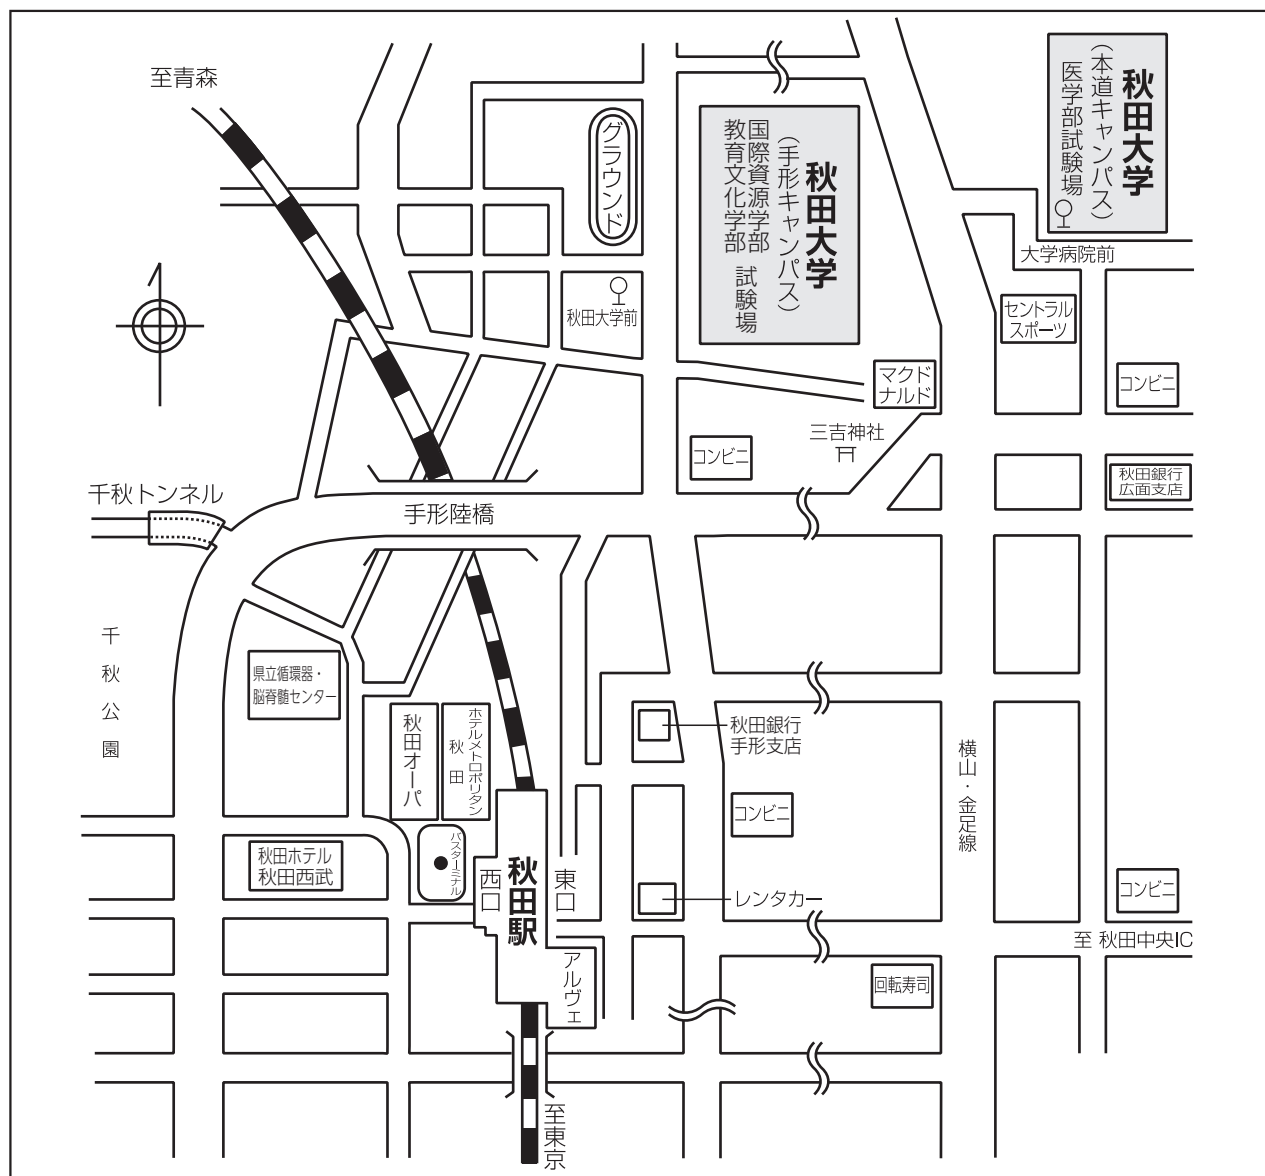 至青森
グラウンド
秋田大学
(手形キャンパス)
国際資源学部
教育文化学部
試験場
秋田大学
(本道キャンパス)
医学部試験場
大学病院前
セントラル
スポーツ
秋田大学前
マクド
ナルド
コンビニ
三吉神社
コンビニ
秋田銀行
広面支店
千秋トンネル
手形陸橋
千秋公園
県立循環器・
脳脊髄センター
秋田オーパ
ホテルメトロポリタン
秋田
秋田銀行
手形支店
横山・金足線
コンビニ
秋田ホテル
秋田西武
バスターミナル
西口
秋田駅
東口
レンタカー
コンビニ
至 秋田中央IC
アルヴェ
回転寿司
至東京